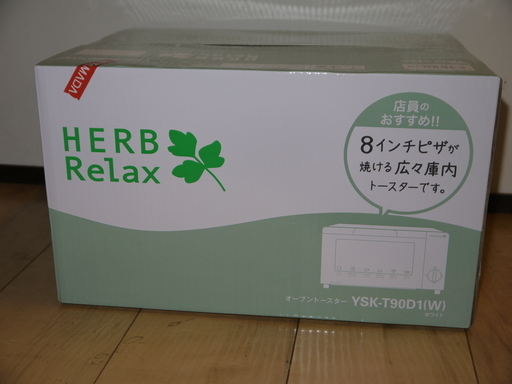 MADA
HERB
Relax
店員の
おすすめ!!
8インチピザが
焼ける広々庫内
トースターです。
オーブントースター YSK-T90D1(W)
ホワイト